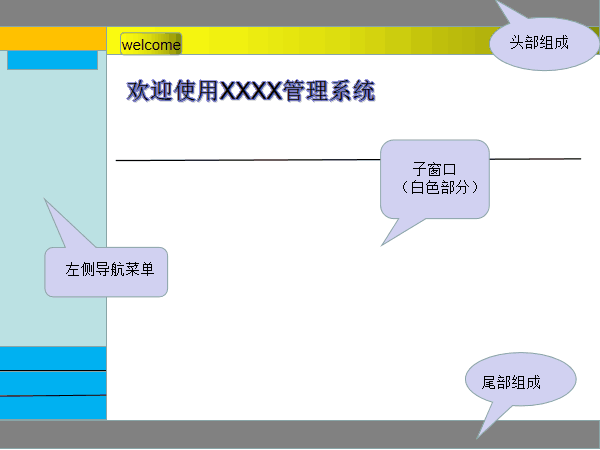 头部组成
welcome
欢迎使用XXXX管理系统
子窗口
（白色部分）
左侧导航菜单
尾部组成